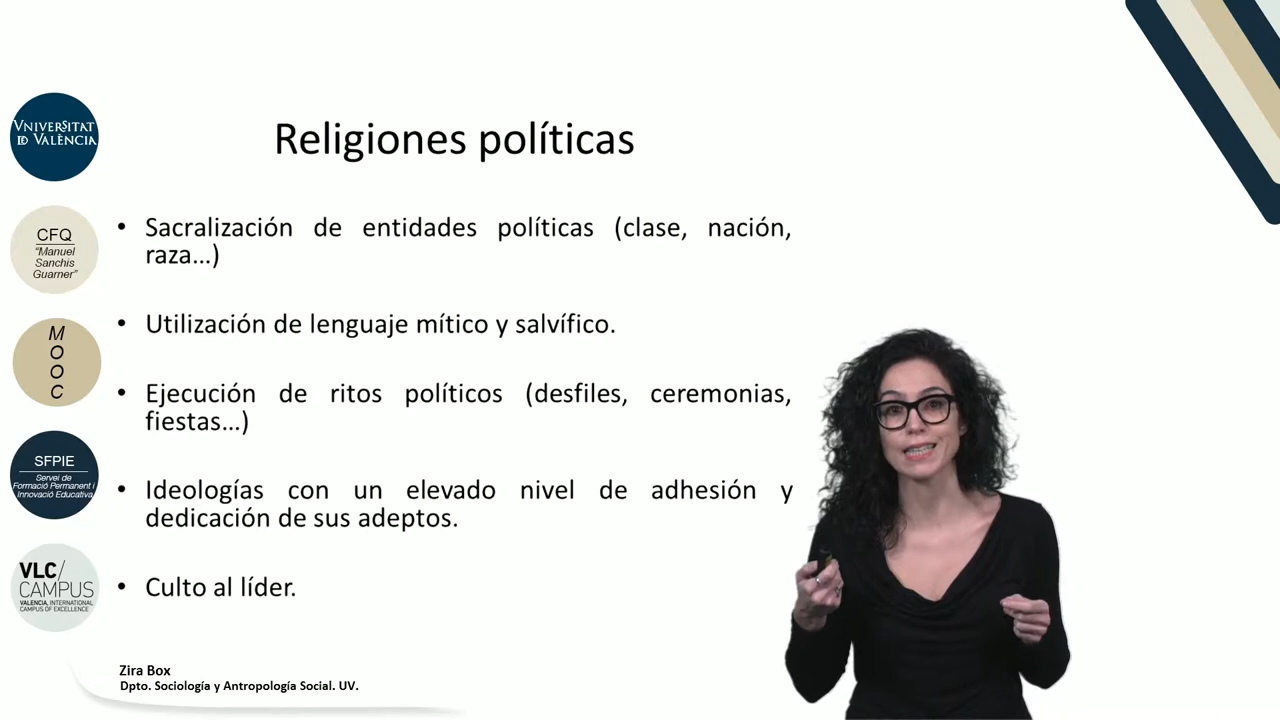 Religiones políticas
VNIVERSITAT
ID VALÈNCIA
CFQ
“Manuel
Sanchis
Guarner”
M
O
O
C
SFPIE
Servei de
Formació Permanent i
Innovació Educativa
VLC/
CAMPUS
VALENCIA, INTERNATIONAL
CAMPUS OF EXCELLENCE
• Sacralización de entidades políticas (clase, nación,
raza...)
• Utilización de lenguaje mítico y salvífico.
• Ejecución de ritos políticos (desfiles, ceremonias,
fiestas...)
• Ideologías con un elevado nivel de adhesión y
dedicación de sus adeptos.
• Culto al líder.
Zira Box
Dpto. Sociología y Antropología Social. UV.